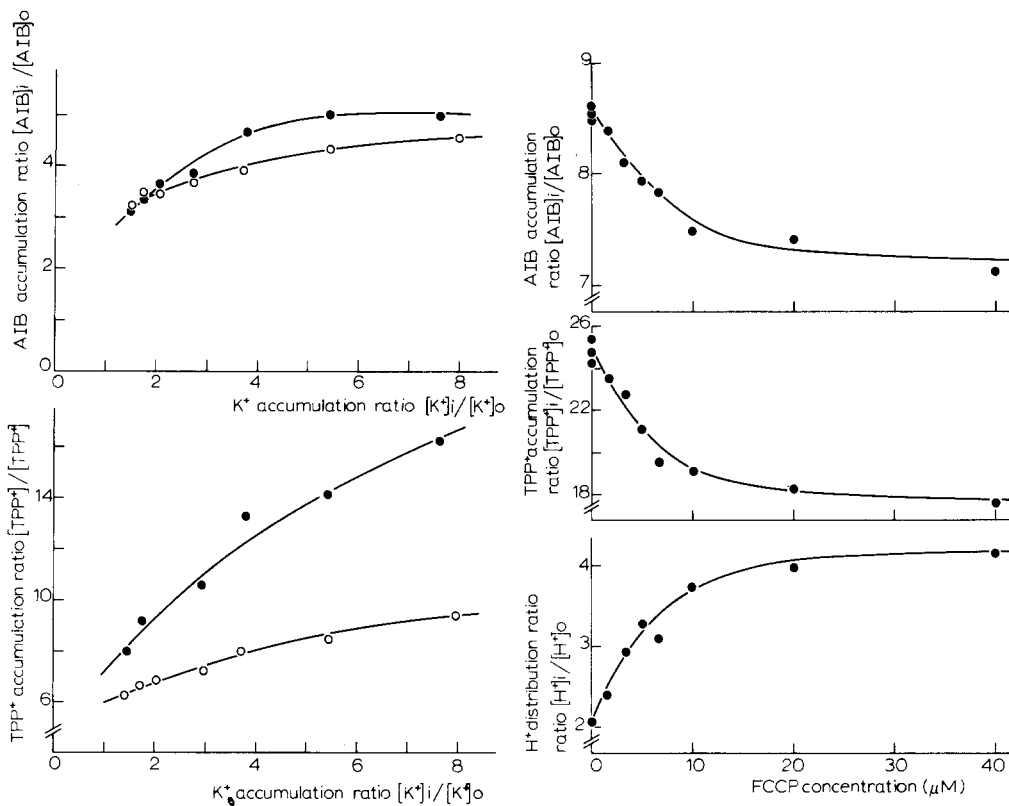 AIB accumulation ratio [AIB]i/[AIB]o
4
2
0
0
2
4
6
8
K⁺ accumulation ratio [K⁺]i/[K⁺]o
TPP⁺ accumulation ratio [TPP⁺]/[TPP⁺]
14
10
6
0
2
4
6
8
K⁺ accumulation ratio [K⁺]i/[K⁺]o
AIB accumulation
ratio [AIB]i/[AIB]o
9
8
7
TPP⁺accumulation
ratio [TPP⁺]i/[TPP⁺]o
26
22
18
H⁺distribution ratio
ratio [H⁺]i/[H⁺]o
4
3
2
0
10
20
30
40
FCCP concentration (μM)